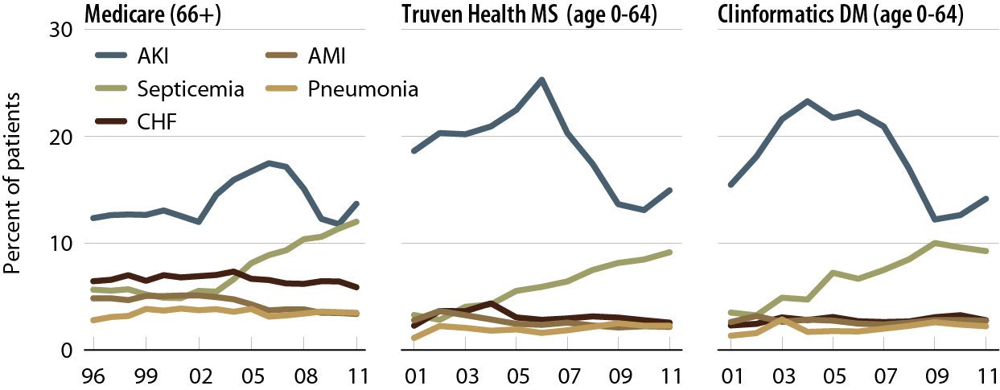 Medicare (66+) Truven Health MS (age 0-64) Clinformatics DM (age 0-64)
30
AKI AMI
Septicemia Pneumonia
CHF
Percent of patients
20
10
0
96 99 02 05 08 11 01 03 05 07 09 11 01 03 05 07 09 11